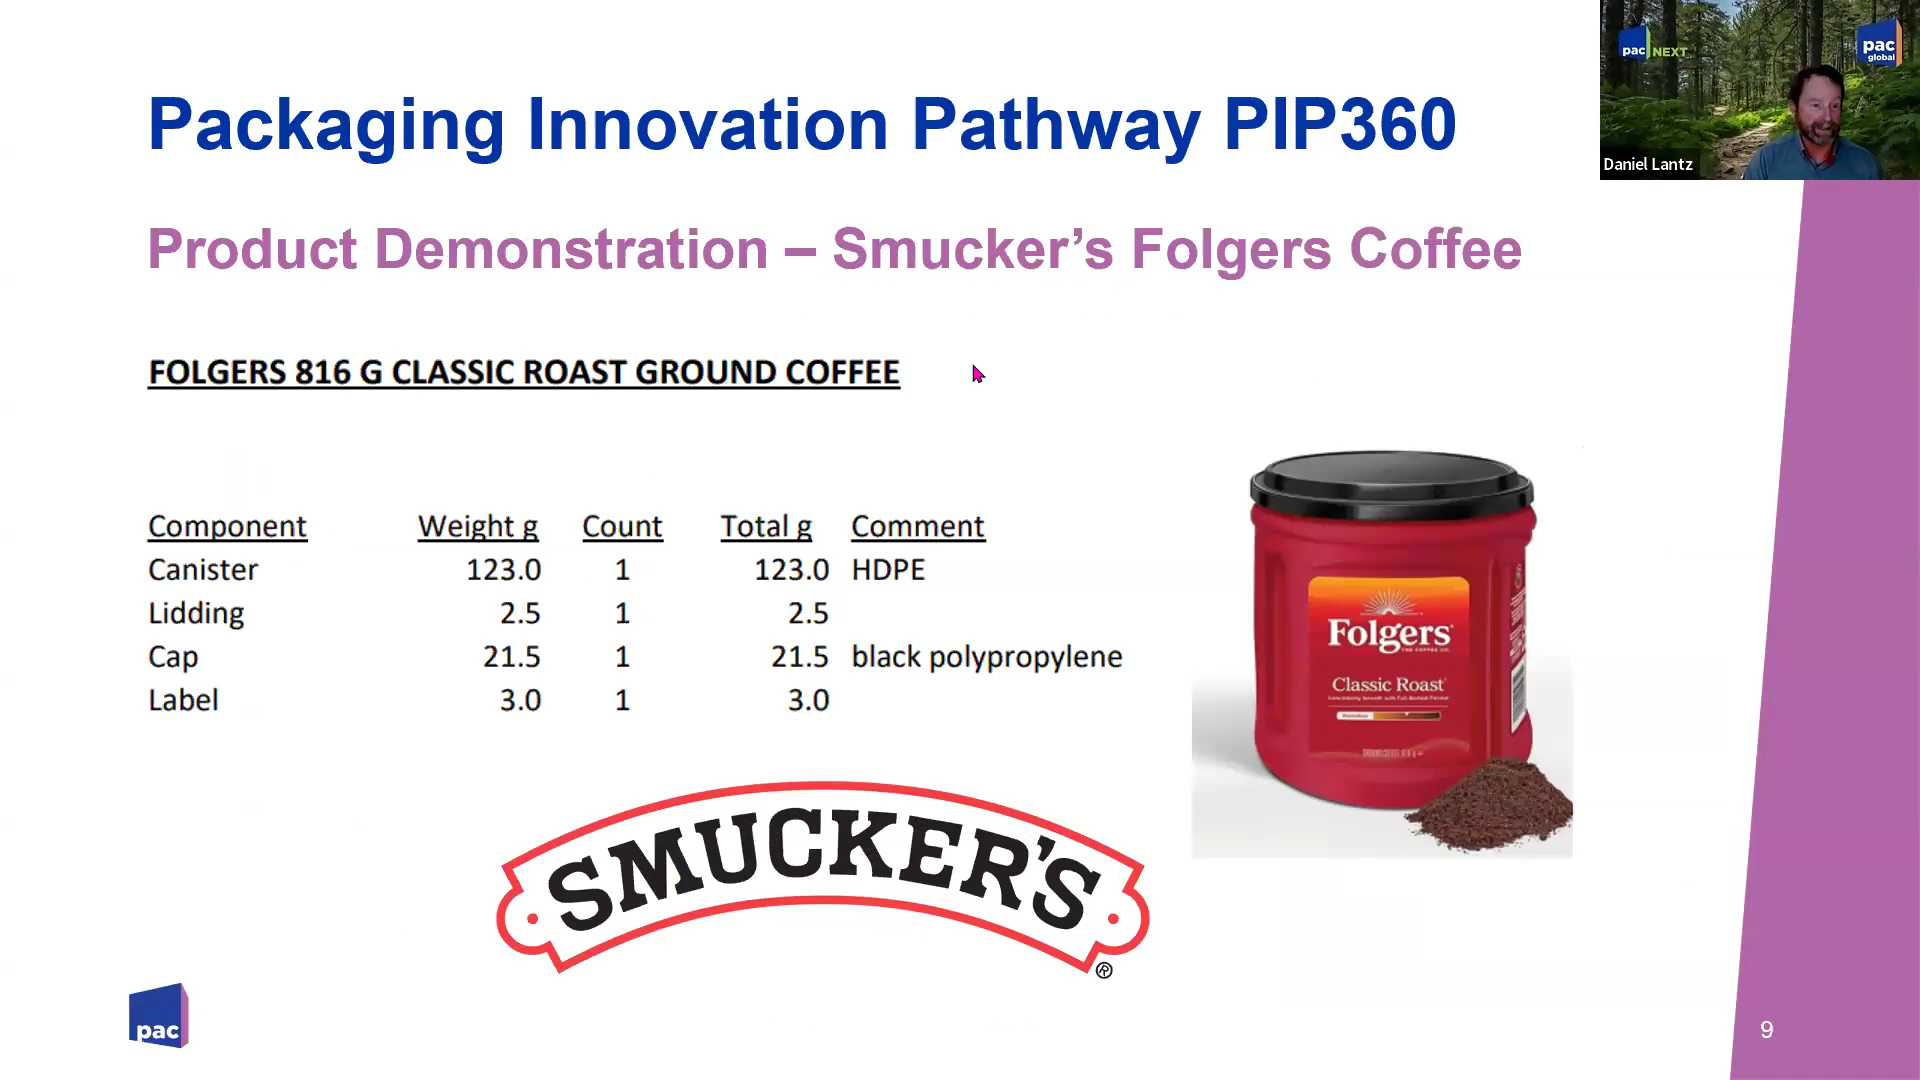 pac NEXT
pac
global
Daniel Lantz
Packaging Innovation Pathway PIP360
Product Demonstration – Smucker’s Folgers Coffee
FOLGERS 816 G CLASSIC ROAST GROUND COFFEE
Component Weight g Count Total g Comment
Canister 123.0 1 123.0 HDPE
Lidding 2.5 1 2.5
Cap 21.5 1 21.5 black polypropylene
Label 3.0 1 3.0
Folgers
THE COFFEE CO.
Classic Roast
SMUCKER'S
®
pac
9